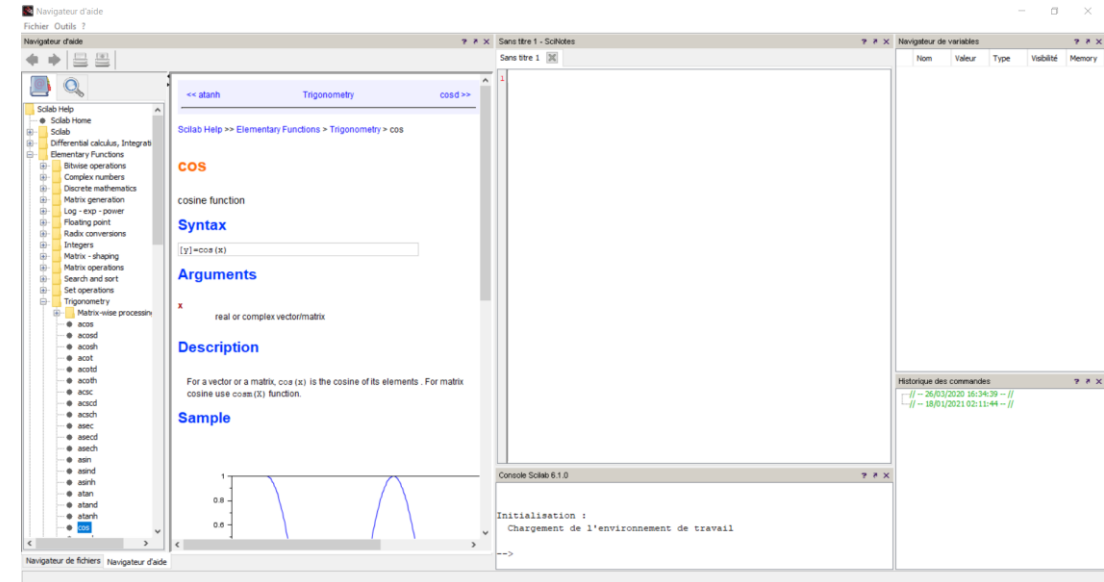 Navigateur d'aide
Fichier Outils ?
Navigateur d'aide
Scilab Help
Scilab Home
Scilab
Differential calculus, Integrati
Elementary Functions
Bitwise operations
Complex numbers
Discrete mathematics
Matrix generation
Log - exp - power
Floating point
Radix conversions
Integers
Matrix - shaping
Matrix operations
Search and sort
Set operations
Trigonometry
Matrix-wise processin
acos
acosd
acosh
acot
acotd
acoth
acsc
acscd
acsch
asec
asecd
asech
asin
asind
asinh
atan
atand
atanh
cos
Navigateur de fichiers Navigateur d'aide
<< atanh Trigonometry cosd >>
Scilab Help >> Elementary Functions > Trigonometry > cos
cos
cosine function
Syntax
[y]=cos(x)
Arguments
x
real or complex vector/matrix
Description
For a vector or a matrix, cos(x) is the cosine of its elements . For matrix
cosine use cosm(X) function.
Sample
1
0.8
0.6
Sans titre 1 - SciNotes
Sans titre 1
1
Console Scilab 6.1.0
Initialisation :
Chargement de l'environnement de travail
-->
Navigateur de variables
Nom Valeur Type Visibilité Memory
Historique des commandes
// -- 26/03/2020 16:34:39 -- //
// -- 18/01/2021 02:11:44 -- //